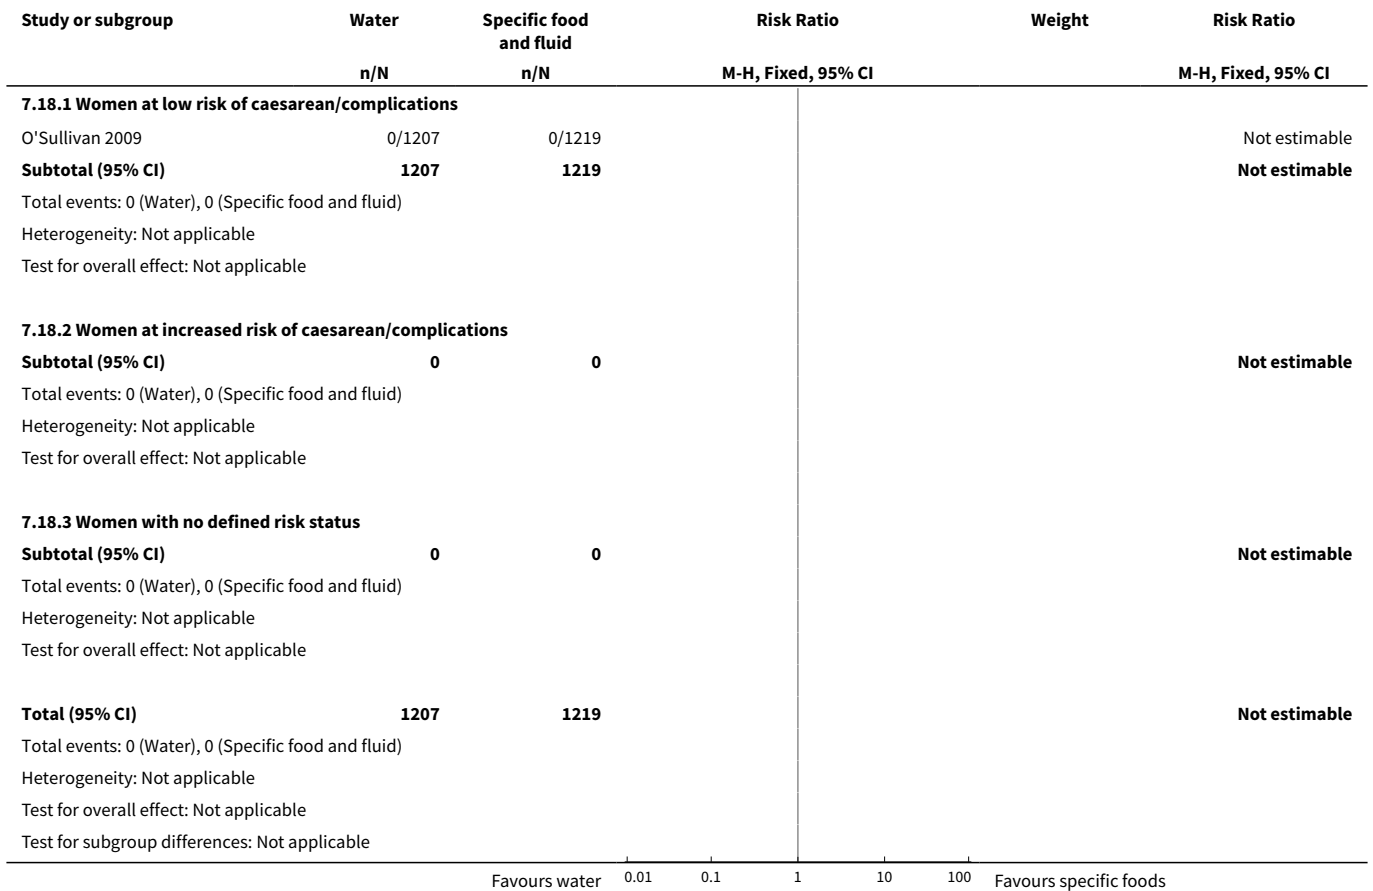 Study or subgroup Water Specific food Risk Ratio Weight Risk Ratio
and fluid
n/N n/N M-H, Fixed, 95% CI M-H, Fixed, 95% CI
7.18.1 Women at low risk of caesarean/complications
O'Sullivan 2009 0/1207 0/1219 Not estimable
Subtotal (95% CI) 1207 1219 Not estimable
Total events: 0 (Water), 0 (Specific food and fluid)
Heterogeneity: Not applicable
Test for overall effect: Not applicable
7.18.2 Women at increased risk of caesarean/complications
Subtotal (95% CI) 0 0 Not estimable
Total events: 0 (Water), 0 (Specific food and fluid)
Heterogeneity: Not applicable
Test for overall effect: Not applicable
7.18.3 Women with no defined risk status
Subtotal (95% CI) 0 0 Not estimable
Total events: 0 (Water), 0 (Specific food and fluid)
Heterogeneity: Not applicable
Test for overall effect: Not applicable
Total (95% CI) 1207 1219 Not estimable
Total events: 0 (Water), 0 (Specific food and fluid)
Heterogeneity: Not applicable
Test for overall effect: Not applicable
Test for subgroup differences: Not applicable
Favours water 0.01 0.1 1 10 100 Favours specific foods